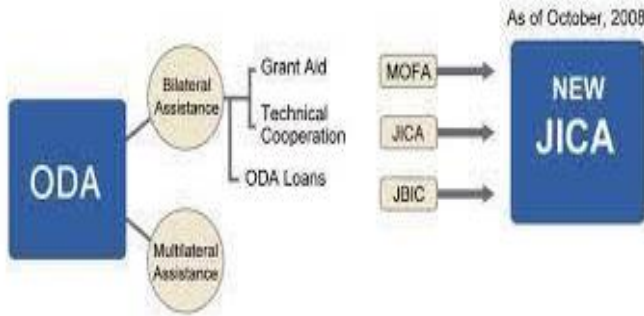 As of October, 2008
ODA
Bilateral
Assistance
Grant Aid
Technical
Cooperation
ODA Loans
Multilateral
Assistance
MOFA
JICA
JBIC
NEW
JICA